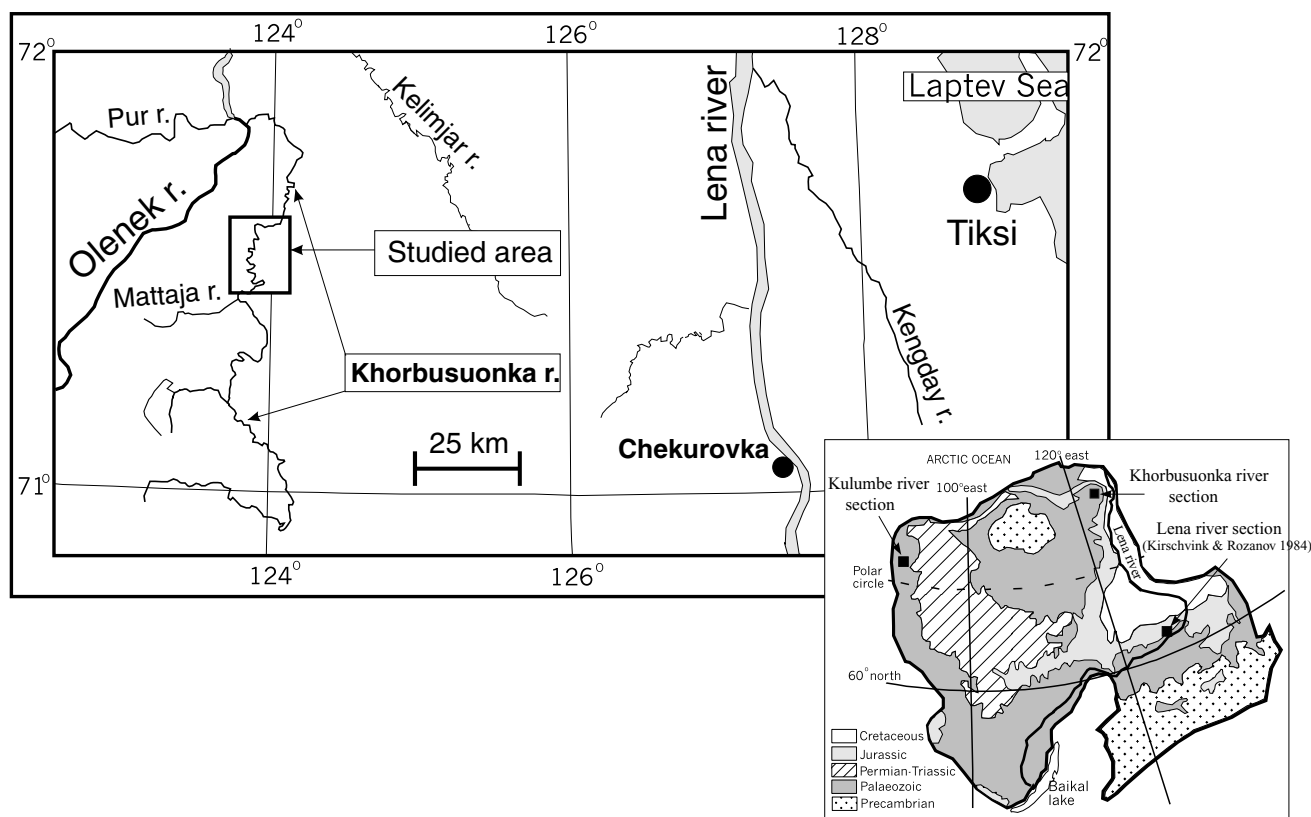 124°
126°
128°
72°
72°
Laptev Sea
Pur r.
Kelimjar r.
Lena river
Olenek r.
Tiksi
Studied area
Mattaja r.
Kengday r.
Khorbusuonka r.
25 km
Chekurovka
71°
124°
126°
ARCTIC OCEAN
120° east
100° east
Kulumbe river
section
Khorbusuonka river
section
Lena river section
(Kirschvink & Rozanov 1984)
Lena river
Polar
circle
60° north
Cretaceous
Jurassic
Permian-Triassic
Palaeozoic
Precambrian
Baikal
lake